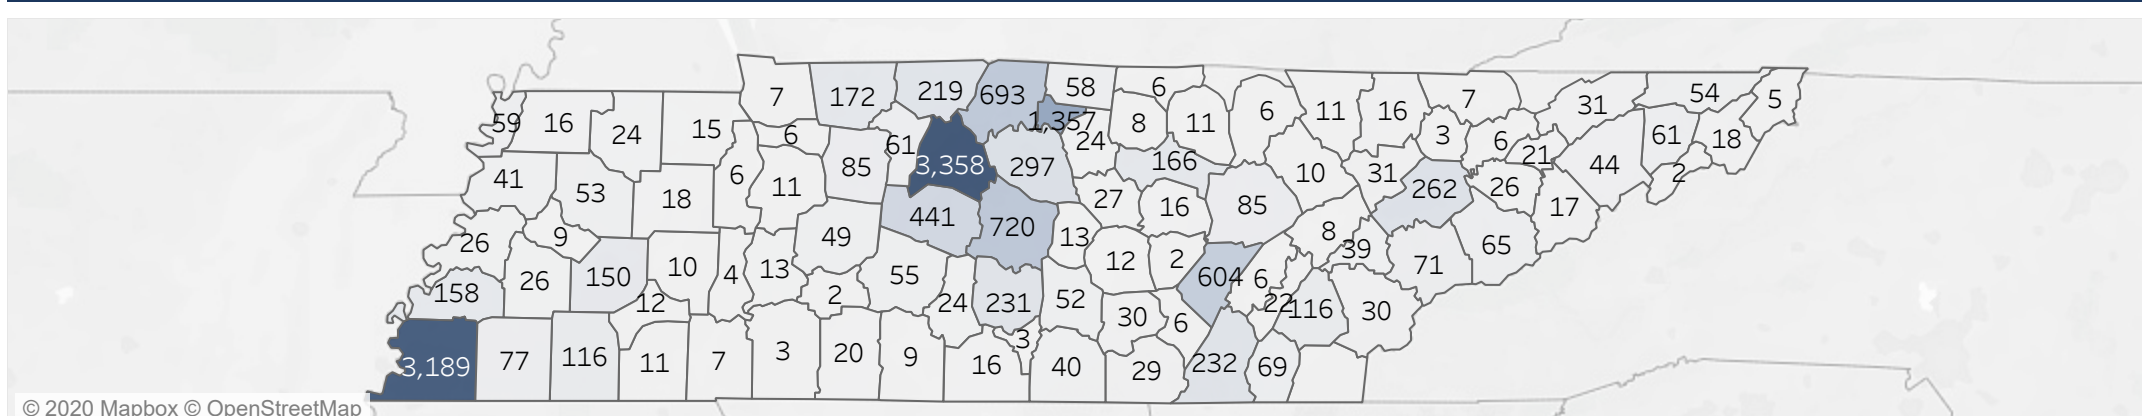 7 172 219 693 58 6
59 16 24 15 6 61 1,357 24 8 11 6 11 16 7 31 54 5
3 6 21 44 61 18 2
41 53 18 6 11 85 3,358 297 166 10 31 262 26 17
27 16 85
26 9 49 441 720 13 8 39 71 65
26 150 10 4 13 55 12 2 604 6
158 12 2 24 231 52 30 6 22 116 30
3,189 77 116 11 7 3 20 9 16 3 40 29 232 69
© 2020 Mapbox © OpenStreetMap